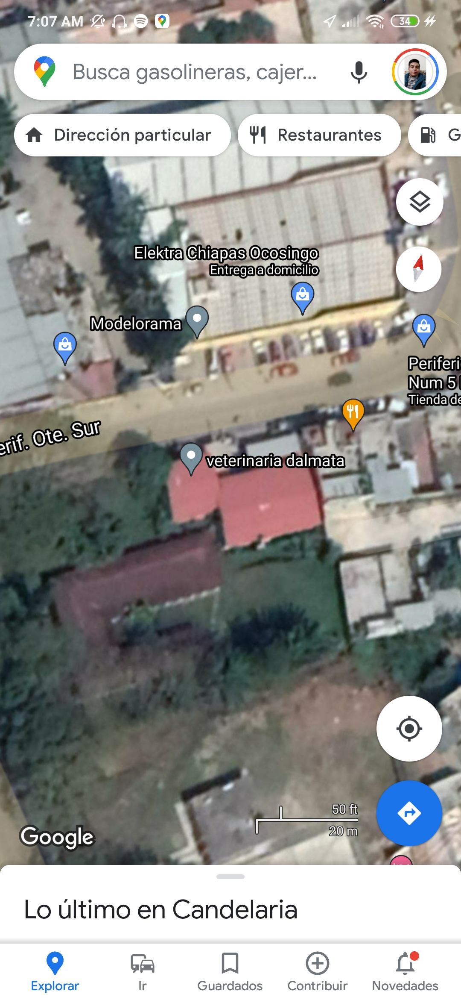 7:07 AM
34
Busca gasolineras, cajer...
Dirección particular
Restaurantes
G
Elektra Chiapas Ocosingo
Entrega a domicilio
Modelorama
Periferi
Num 5
Tienda de
erif. Ote. Sur
veterinaria dalmata
50 ft
20 m
Google
Lo último en Candelaria
Explorar
Ir
Guardados
Contribuir
Novedades